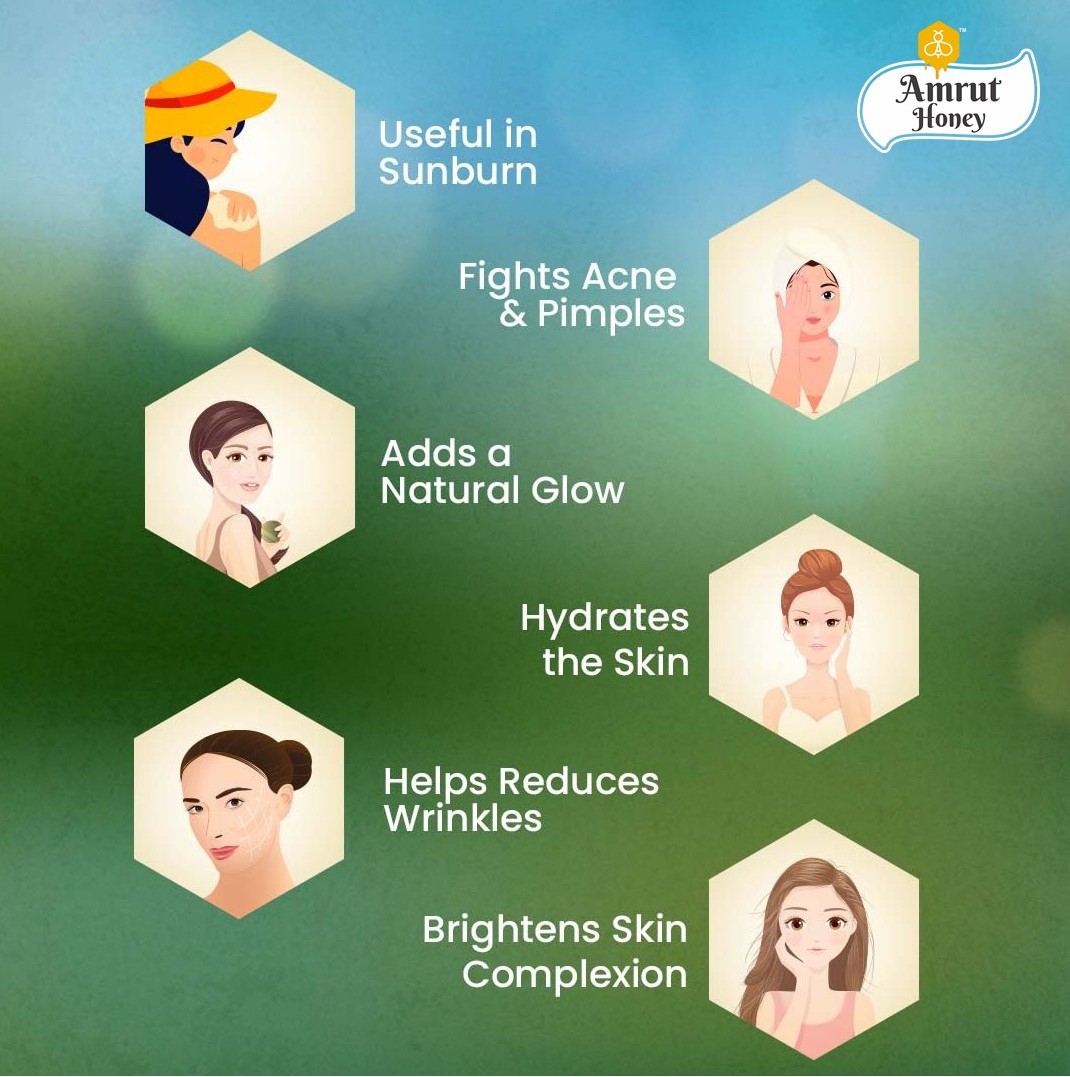 Amrut
Honey
TM
Useful in
Sunburn
Fights Acne
& Pimples
Adds a
Natural Glow
Hydrates
the Skin
Helps Reduces
Wrinkles
Brightens Skin
Complexion